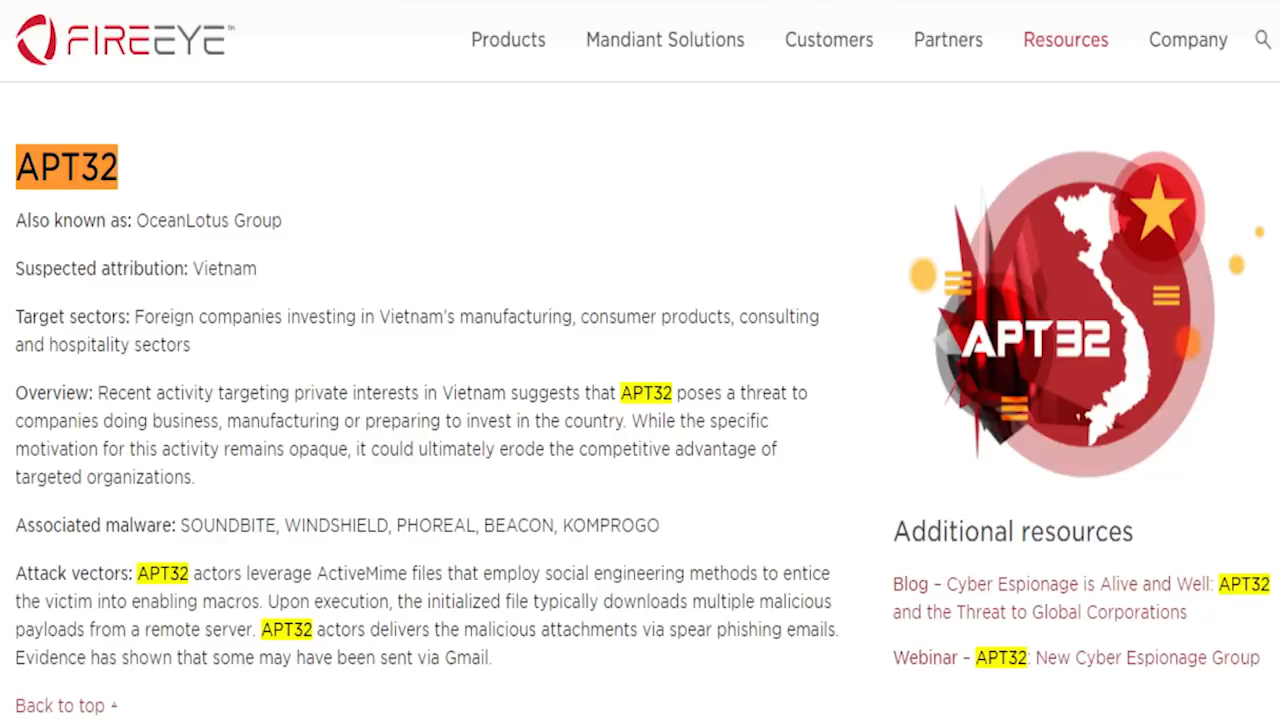 FIREEYE™
Products Mandiant Solutions Customers Partners Resources Company
APT32
Also known as: OceanLotus Group
Suspected attribution: Vietnam
Target sectors: Foreign companies investing in Vietnam's manufacturing, consumer products, consulting
and hospitality sectors
Overview: Recent activity targeting private interests in Vietnam suggests that APT32 poses a threat to
companies doing business, manufacturing or preparing to invest in the country. While the specific
motivation for this activity remains opaque, it could ultimately erode the competitive advantage of
targeted organizations.
Associated malware: SOUNDBITE, WINDSHIELD, PHOREAL, BEACON, KOMPROGO
Attack vectors: APT32 actors leverage ActiveMime files that employ social engineering methods to entice
the victim into enabling macros. Upon execution, the initialized file typically downloads multiple malicious
payloads from a remote server. APT32 actors delivers the malicious attachments via spear phishing emails.
Evidence has shown that some may have been sent via Gmail.
Back to top
APT32
Additional resources
Blog – Cyber Espionage is Alive and Well: APT32
and the Threat to Global Corporations
Webinar – APT32: New Cyber Espionage Group